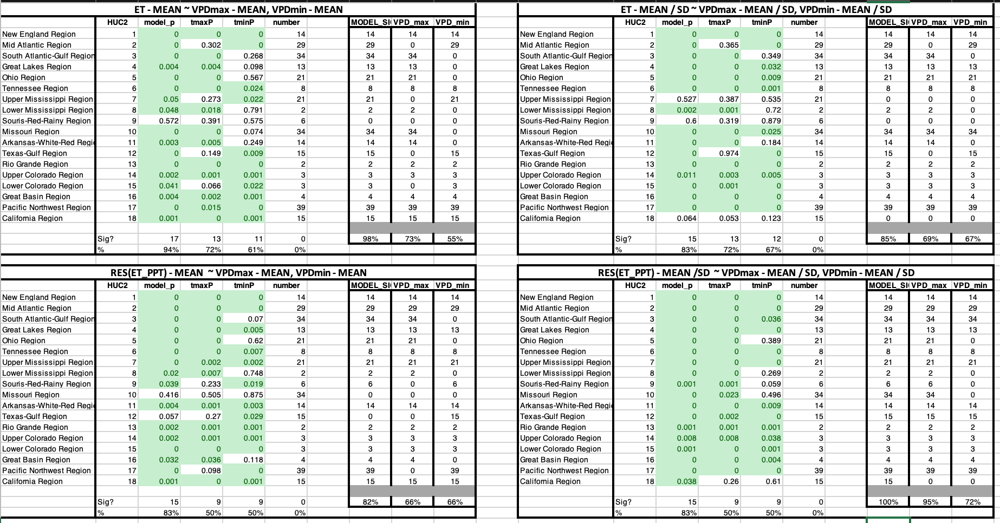 ET - MEAN ~ VPDmax - MEAN, VPDmin - MEAN
HUC2 model_p tmaxP tminP number MODEL_SI VPD_max VPD_min
New England Region 1 0 0 0 14 14 14 14
Mid Atlantic Region 2 0 0.302 0 29 29 0 29
South Atlantic-Gulf Region 3 0 0 0.268 34 34 34 0
Great Lakes Region 4 0.004 0.004 0.098 13 13 13 0
Ohio Region 5 0 0 0.567 21 21 21 0
Tennessee Region 6 0 0 0.024 8 8 8 8
Upper Mississippi Region 7 0.05 0.273 0.022 21 21 0 21
Lower Mississippi Region 8 0.048 0.018 0.791 2 2 2 0
Souris-Red-Rainy Region 9 0.572 0.391 0.575 6 0 0 0
Missouri Region 10 0 0 0.074 34 34 34 0
Arkansas-White-Red Regi 11 0.003 0.005 0.249 14 14 14 0
Texas-Gulf Region 12 0 0.149 0.009 15 15 0 15
Rio Grande Region 13 0 0 0 2 2 2 2
Upper Colorado Region 14 0.002 0.001 0.001 3 3 3 3
Lower Colorado Region 15 0.041 0.066 0.022 3 3 0 3
Great Basin Region 16 0.004 0.002 0.001 4 4 4 4
Pacific Northwest Region 17 0 0.015 0 39 39 39 39
California Region 18 0.001 0 0.001 15 15 15 15
Sig? 17 13 11 0 98% 73% 55%
% 94% 72% 61% 0%
ET - MEAN / SD ~ VPDmax - MEAN / SD, VPDmin - MEAN / SD
HUC2 model_p tmaxP tminP number MODEL_SI VPD_max VPD_min
New England Region 1 0 0 0 14 14 14 14
Mid Atlantic Region 2 0 0.365 0 29 29 0 29
South Atlantic-Gulf Region 3 0 0 0.349 34 34 34 0
Great Lakes Region 4 0 0 0.032 13 13 13 13
Ohio Region 5 0 0 0.009 21 21 21 21
Tennessee Region 6 0 0 0.001 8 8 8 8
Upper Mississippi Region 7 0.527 0.387 0.535 21 0 0 0
Lower Mississippi Region 8 0.002 0.001 0.72 2 2 2 0
Souris-Red-Rainy Region 9 0.6 0.319 0.879 6 0 0 0
Missouri Region 10 0 0 0.025 34 34 34 34
Arkansas-White-Red Regi 11 0 0 0.184 14 14 14 0
Texas-Gulf Region 12 0 0.974 0 15 15 0 15
Rio Grande Region 13 0 0 0 2 2 2 2
Upper Colorado Region 14 0.011 0.003 0.005 3 3 3 3
Lower Colorado Region 15 0 0.001 0 3 3 3 3
Great Basin Region 16 0 0 0 4 4 4 4
Pacific Northwest Region 17 0 0 0 39 39 39 39
California Region 18 0.064 0.053 0.123 15 0 0 0
Sig? 15 13 12 0 85% 69% 67%
% 83% 72% 67% 0%
RES(ET_PPT) - MEAN ~ VPDmax - MEAN, VPDmin - MEAN
HUC2 model_p tmaxP tminP number MODEL_SI VPD_max VPD_min
New England Region 1 0 0 0 14 14 14 14
Mid Atlantic Region 2 0 0 0 29 29 29 29
South Atlantic-Gulf Region 3 0 0 0.07 34 34 34 0
Great Lakes Region 4 0 0 0.005 13 13 13 13
Ohio Region 5 0 0 0.62 21 21 21 0
Tennessee Region 6 0 0 0.007 8 8 8 8
Upper Mississippi Region 7 0 0.002 0.002 21 21 21 21
Lower Mississippi Region 8 0.02 0.007 0.748 2 2 2 0
Souris-Red-Rainy Region 9 0.039 0.233 0.019 6 6 0 6
Missouri Region 10 0.416 0.505 0.875 34 0 0 0
Arkansas-White-Red Regi 11 0.004 0.001 0.003 14 14 14 14
Texas-Gulf Region 12 0.057 0.27 0.029 15 0 0 15
Rio Grande Region 13 0.002 0.001 0.001 2 2 2 2
Upper Colorado Region 14 0.002 0.001 0.001 3 3 3 3
Lower Colorado Region 15 0 0 0 3 3 3 3
Great Basin Region 16 0.032 0.036 0.118 4 4 4 0
Pacific Northwest Region 17 0 0.098 0 39 39 0 39
California Region 18 0.001 0 0.001 15 15 15 15
Sig? 15 9 9 0 82% 66% 66%
% 83% 50% 50% 0%
RES(ET_PPT) - MEAN /SD ~ VPDmax - MEAN / SD, VPDmin - MEAN / SD
HUC2 model_p tmaxP tminP number MODEL_SI VPD_max VPD_min
New England Region 1 0 0 0 14 14 14 14
Mid Atlantic Region 2 0 0 0 29 29 29 29
South Atlantic-Gulf Region 3 0 0 0.036 34 34 34 34
Great Lakes Region 4 0 0 0 13 13 13 13
Ohio Region 5 0 0 0.389 21 21 21 0
Tennessee Region 6 0 0 0 8 8 8 8
Upper Mississippi Region 7 0 0 0 21 21 21 21
Lower Mississippi Region 8 0 0 0.269 2 2 2 0
Souris-Red-Rainy Region 9 0.001 0.001 0.059 6 6 6 0
Missouri Region 10 0 0.023 0.496 34 34 34 0
Arkansas-White-Red Regi 11 0 0 0.009 14 14 14 14
Texas-Gulf Region 12 0 0.002 0 15 15 15 15
Rio Grande Region 13 0.001 0.001 0.001 2 2 2 2
Upper Colorado Region 14 0.008 0.008 0.038 3 3 3 3
Lower Colorado Region 15 0.001 0 0.001 3 3 3 3
Great Basin Region 16 0 0 0.004 4 4 4 4
Pacific Northwest Region 17 0 0 0 39 39 39 39
California Region 18 0.038 0.26 0.61 15 15 0 0
Sig? 15 9 9 0 100% 95% 72%
% 83% 50% 50% 0%